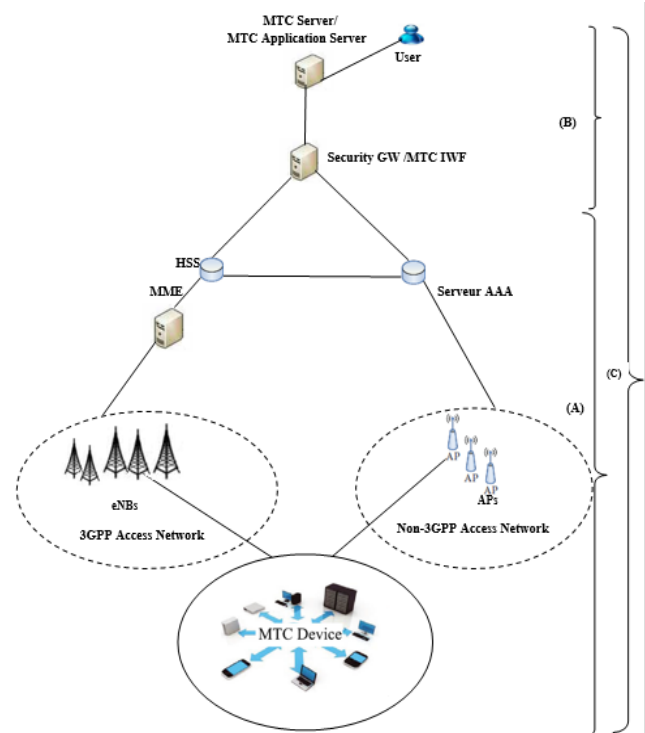 MTC Server/
MTC Application Server
User
(B)
Security GW /MTC IWF
HSS
Serveur AAA
MME
(C)
(A)
AP
AP
AP
eNBs
APs
3GPP Access Network
Non-3GPP Access Network
MTC Device